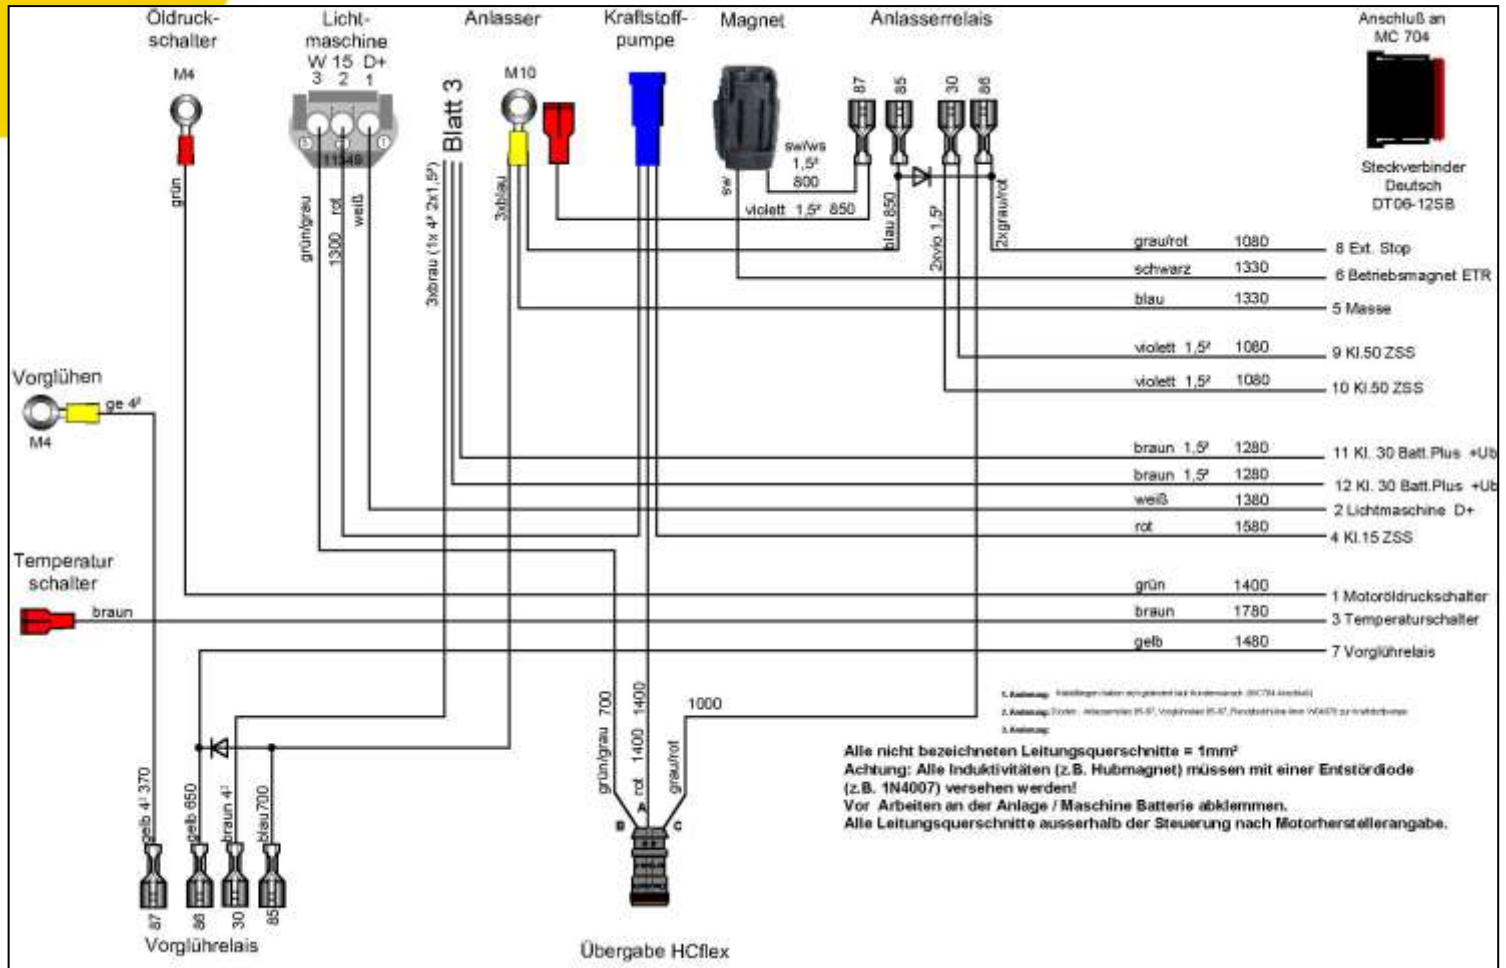 Öldruck-
schalter
M4
grün
Licht-
maschine
W 15 D+
3 2 1
11349
grün/grau
1300 rot
weiß
Blatt 3
3xbrau (1x 4² 2x1,5²)
Anlasser
M10
3xblau
Kraftstoff-
pumpe
Magnet
sw
sw/ws
1,5²
800
violett 1,5² 850
Anlasserrelais
87
85
30
86
blau 850
2xvio 1,5²
2xgrau/rot
Anschluß an
MC 704
Steckverbinder
Deutsch
DT06-12SB
grau/rot 1080 8 Ext. Stop
schwarz 1330 6 Betriebsmagnet ETR
blau 1330 5 Masse
violett 1,5² 1080 9 Kl.50 ZSS
violett 1,5² 1080 10 Kl.50 ZSS
braun 1,5² 1280 11 Kl. 30 Batt.Plus +Ub
braun 1,5² 1280 12 Kl. 30 Batt.Plus +Ub
weiß 1380 2 Lichtmaschine D+
rot 1580 4 Kl.15 ZSS
grün 1400 1 Motoröldruckschalter
braun 1780 3 Temperaturschalter
gelb 1480 7 Vorglührelais
Vorglühen
ge 4²
M4
Temperatur
schalter
braun
gelb 4² 370
gelb 650
braun 4²
blau 700
87
86
30
85
Vorglührelais
grün/grau 700
rot 1400 1400
grau/rot
1000
A
B
C
Übergabe HCflex
1. Änderung:
2. Änderung:
3. Änderung:
Alle nicht bezeichneten Leitungsquerschnitte = 1mm²
Achtung: Alle Induktivitäten (z.B. Hubmagnet) müssen mit einer Entstördiode
(z.B. 1N4007) versehen werden!
Vor Arbeiten an der Anlage / Maschine Batterie abklemmen.
Alle Leitungsquerschnitte ausserhalb der Steuerung nach Motorherstellerangabe.